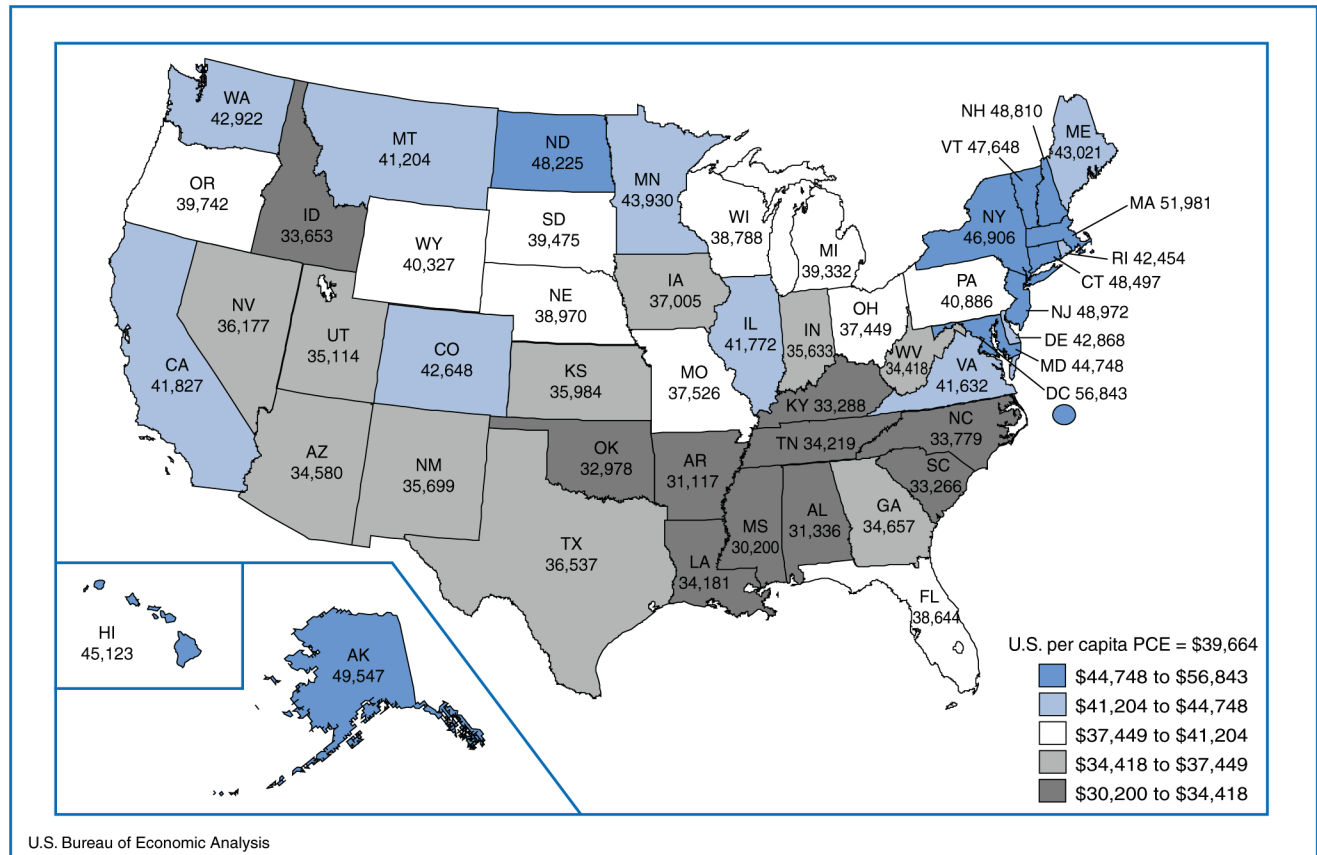 WA
42,922
MT
41,204
ND
48,225
MN
43,930
NH 48,810
VT 47,648
ME
43,021
OR
39,742
ID
33,653
WY
40,327
SD
39,475
WI
38,788
MI
39,332
NY
46,906
MA 51,981
RI 42,454
CT 48,497
NJ 48,972
DE 42,868
MD 44,748
DC 56,843
NV
36,177
UT
35,114
CO
42,648
NE
38,970
IA
37,005
IL
41,772
IN
35,633
OH
37,449
PA
40,886
WV
34,418
VA
41,632
CA
41,827
KS
35,984
MO
37,526
KY 33,288
TN 34,219
NC
33,779
SC
33,266
AZ
34,580
NM
35,699
OK
32,978
AR
31,117
MS
30,200
AL
31,336
GA
34,657
TX
36,537
LA
34,181
FL
38,644
HI
45,123
AK
49,547
U.S. per capita PCE = $39,664
$44,748 to $56,843
$41,204 to $44,748
$37,449 to $41,204
$34,418 to $37,449
$30,200 to $34,418
U.S. Bureau of Economic Analysis